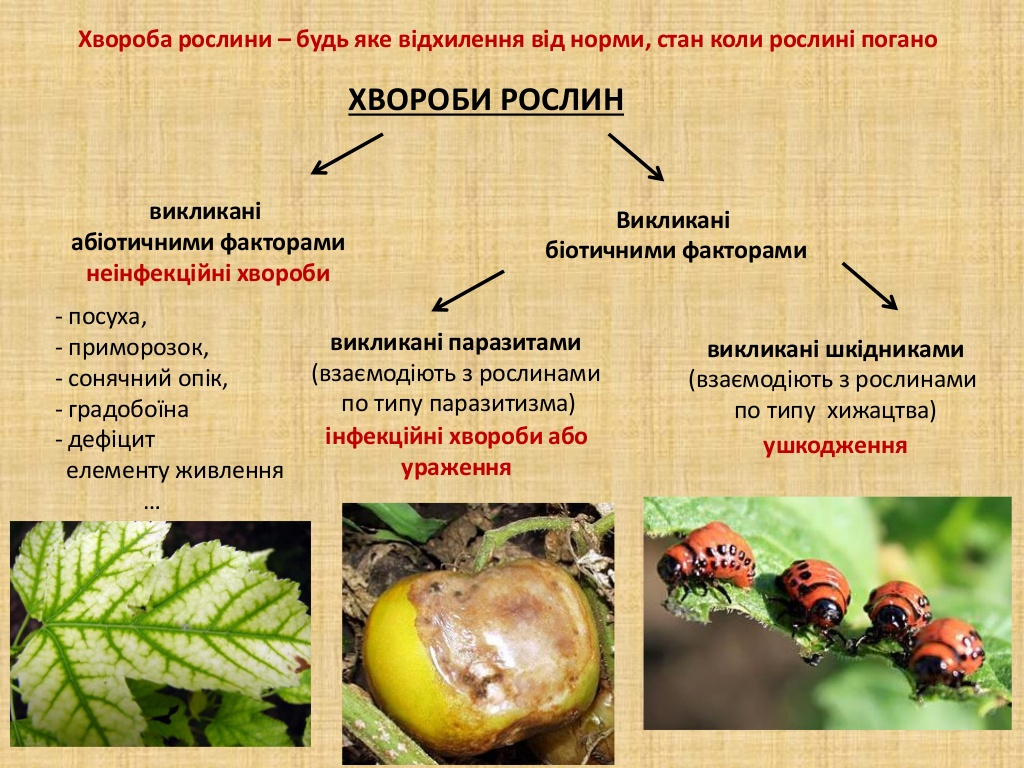 Хвороба рослини – будь яке відхилення від норми, стан коли рослині погано
ХВОРОБИ РОСЛИН
викликані
абіотичними факторами
неінфекційні хвороби
- посуха,
- приморозок,
- сонячний опік,
- градобоїна
- дефіцит
елементу живлення
...
Викликані
біотичними факторами
викликані паразитами
(взаємодіють з рослинами
по типу паразитизма)
інфекційні хвороби або
ураження
викликані шкідниками
(взаємодіють з рослинами
по типу хижацтва)
ушкодження